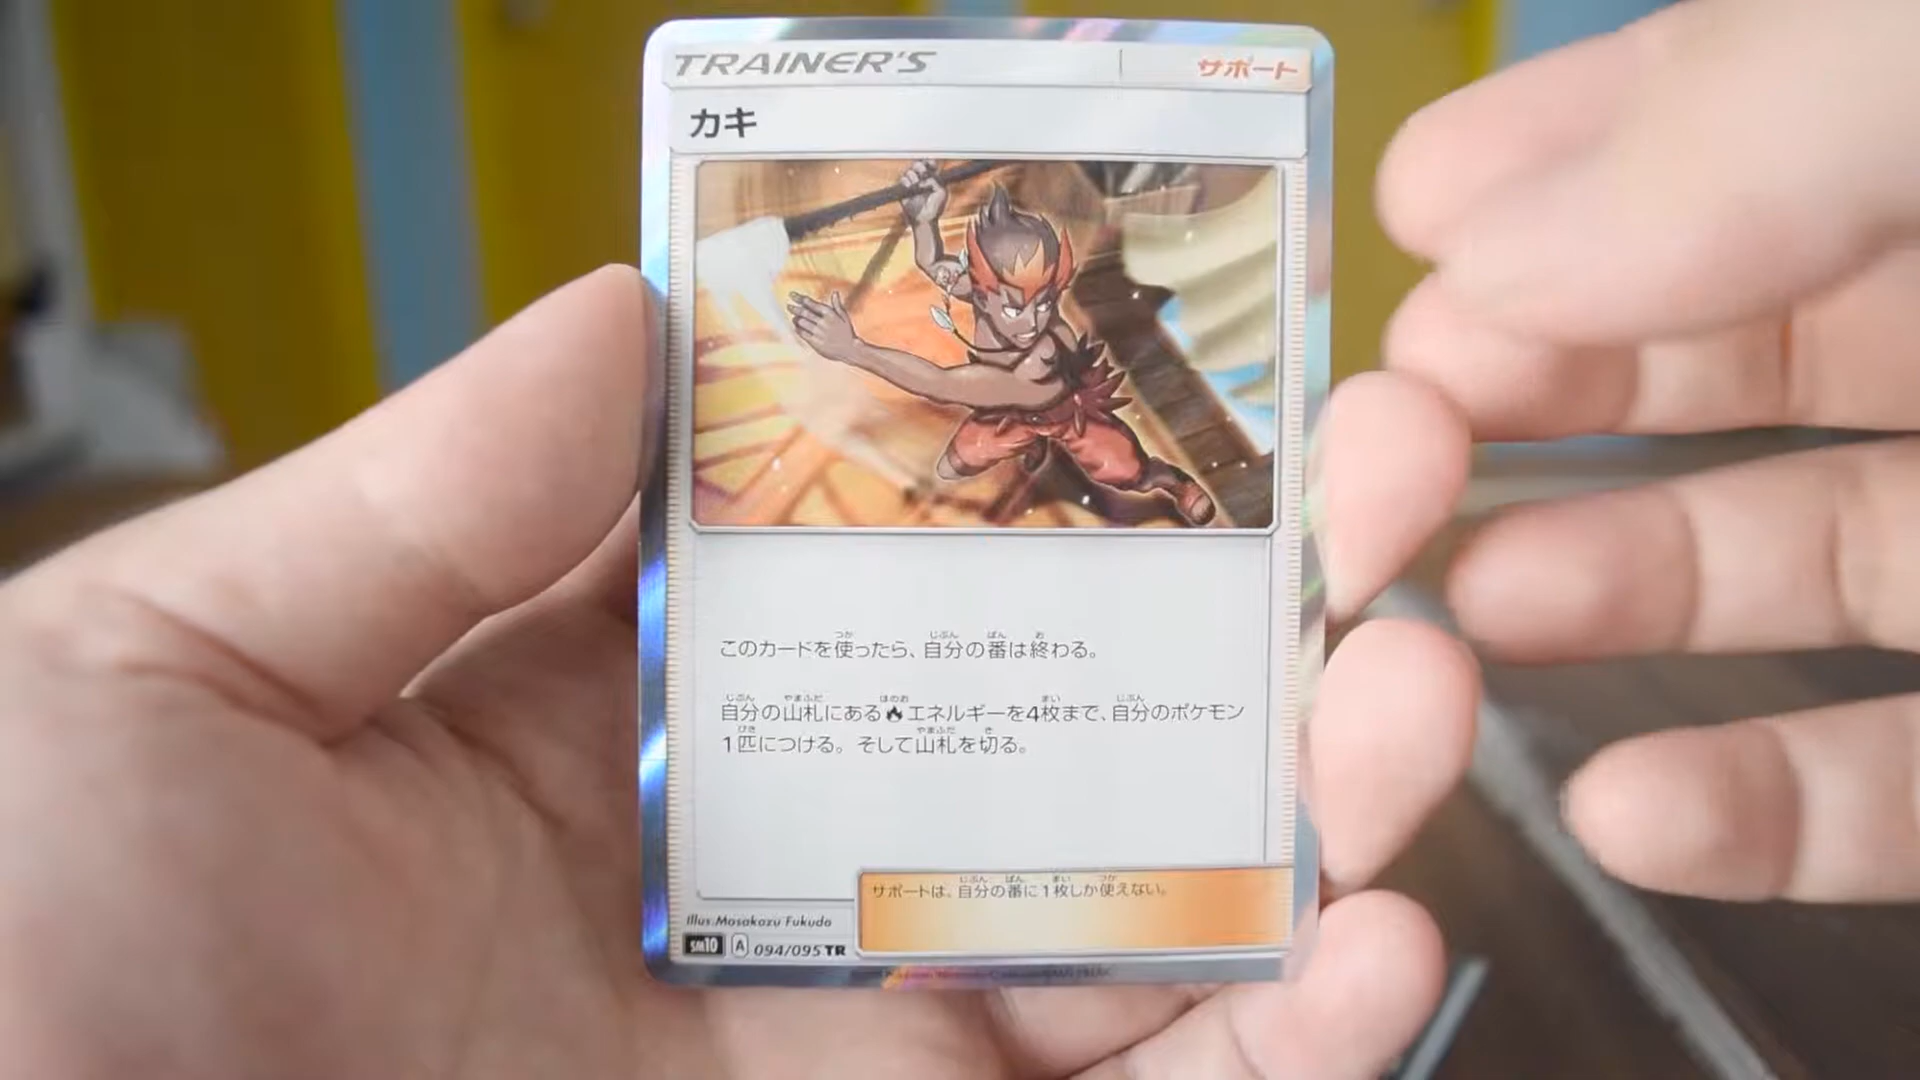 TRAINER'S
サポート
カキ
このカードを使ったら、自分の番は終わる。
自分の山札にあるエネルギーを4枚まで、自分のポケモン
1匹につける。そして山札を切る。
サポートは、自分の番に1枚しか使えない。
Illus. Masakazu Fukuda
SM10 A 094/095 TR